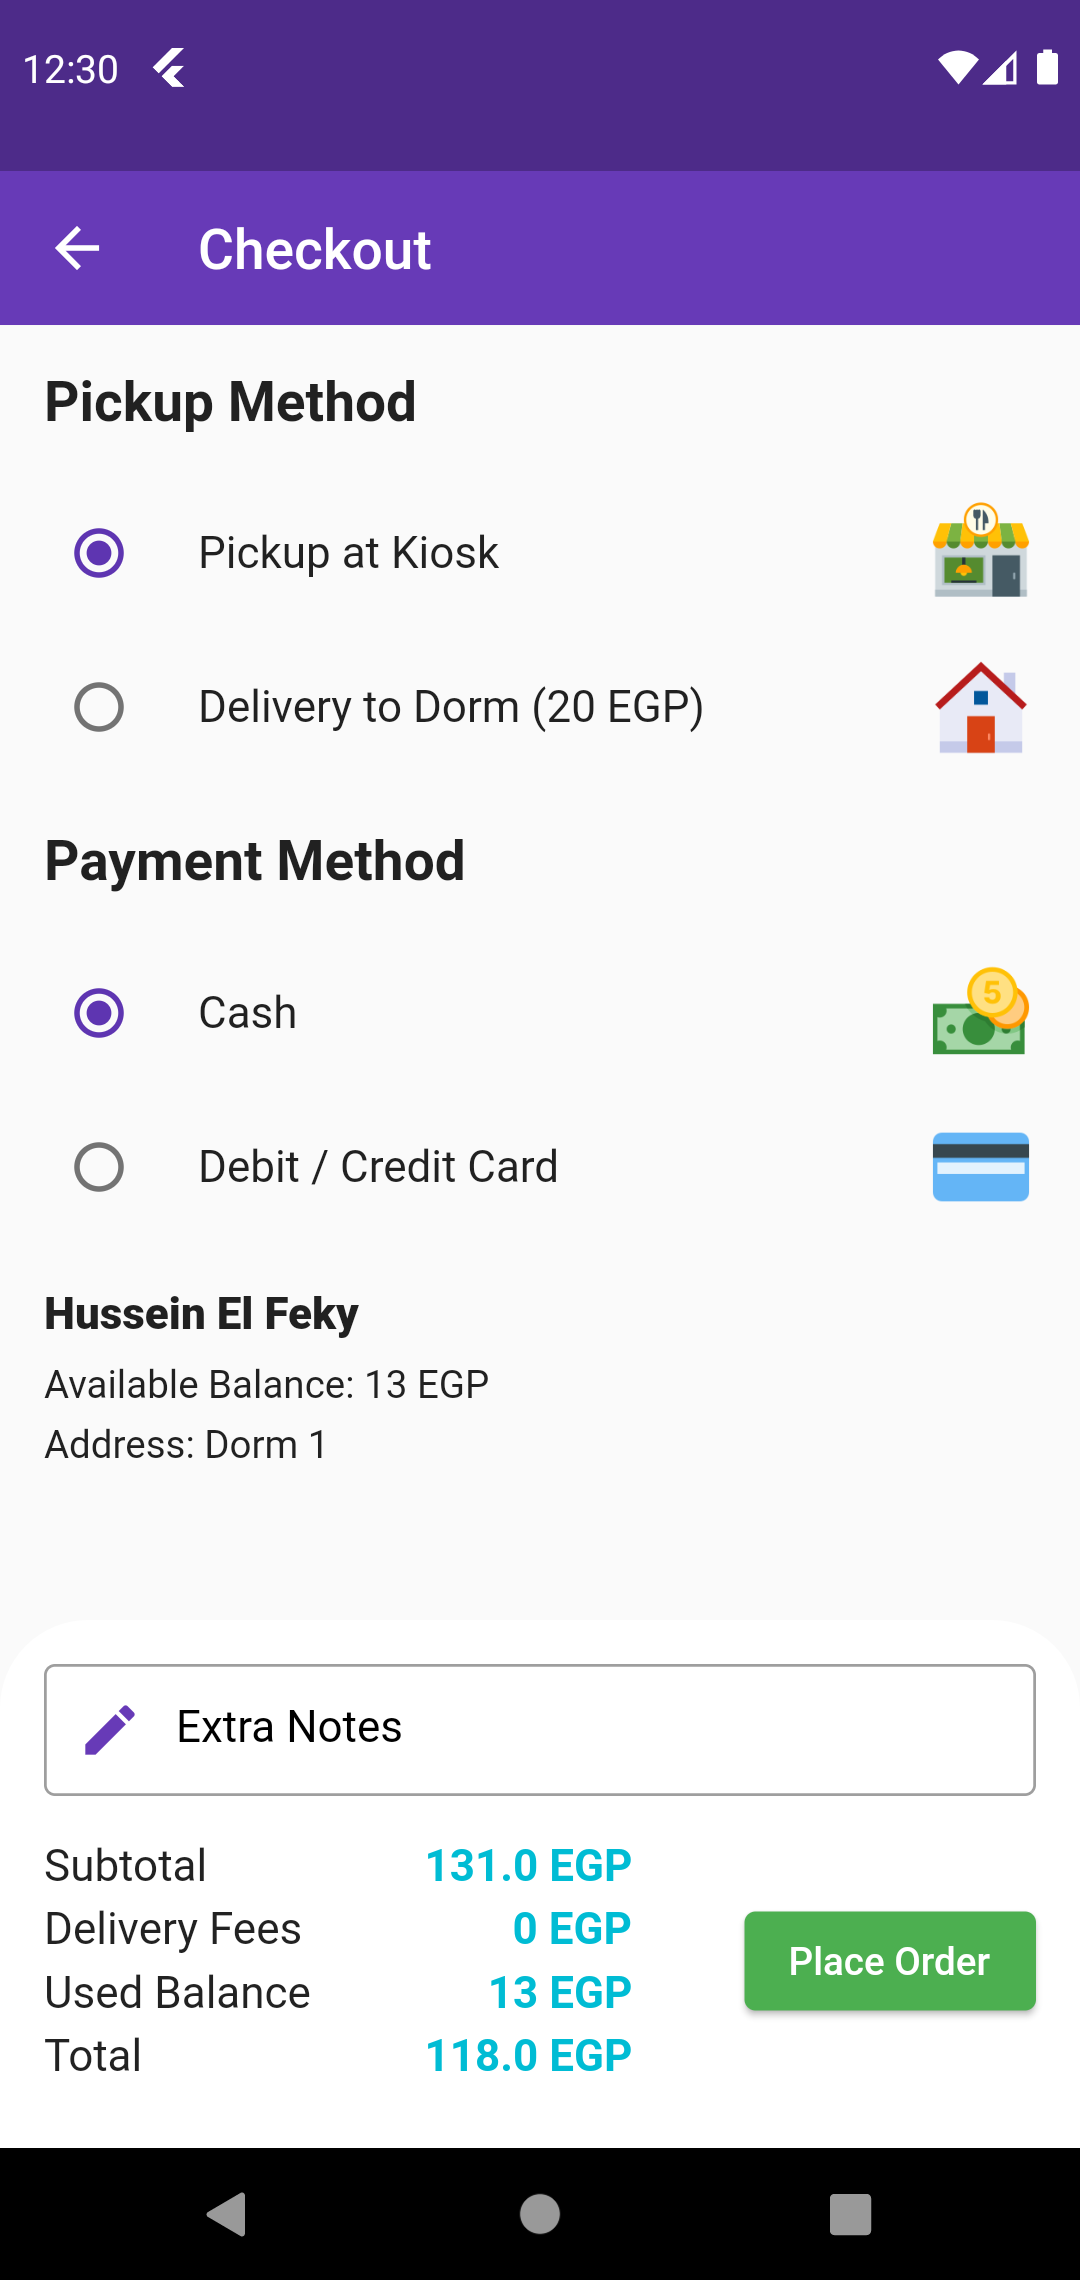 12:30
Checkout
Pickup Method
Pickup at Kiosk
Delivery to Dorm (20 EGP)
Payment Method
Cash
5
Debit / Credit Card
Hussein El Feky
Available Balance: 13 EGP
Address: Dorm 1
Extra Notes
Subtotal 131.0 EGP
Delivery Fees 0 EGP
Used Balance 13 EGP
Total 118.0 EGP
Place Order